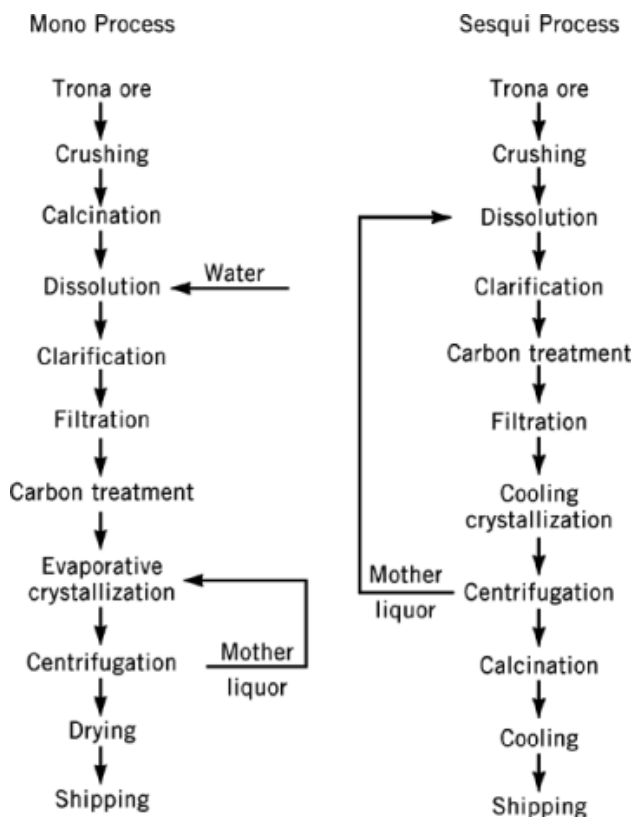 Mono Process
Trona ore
Crushing
Calcination
Dissolution
Water
Clarification
Filtration
Carbon treatment
Evaporative
crystallization
Centrifugation
Mother
liquor
Drying
Shipping
Sesqui Process
Trona ore
Crushing
Dissolution
Clarification
Carbon treatment
Filtration
Cooling
crystallization
Mother
liquor
Centrifugation
Calcination
Cooling
Shipping